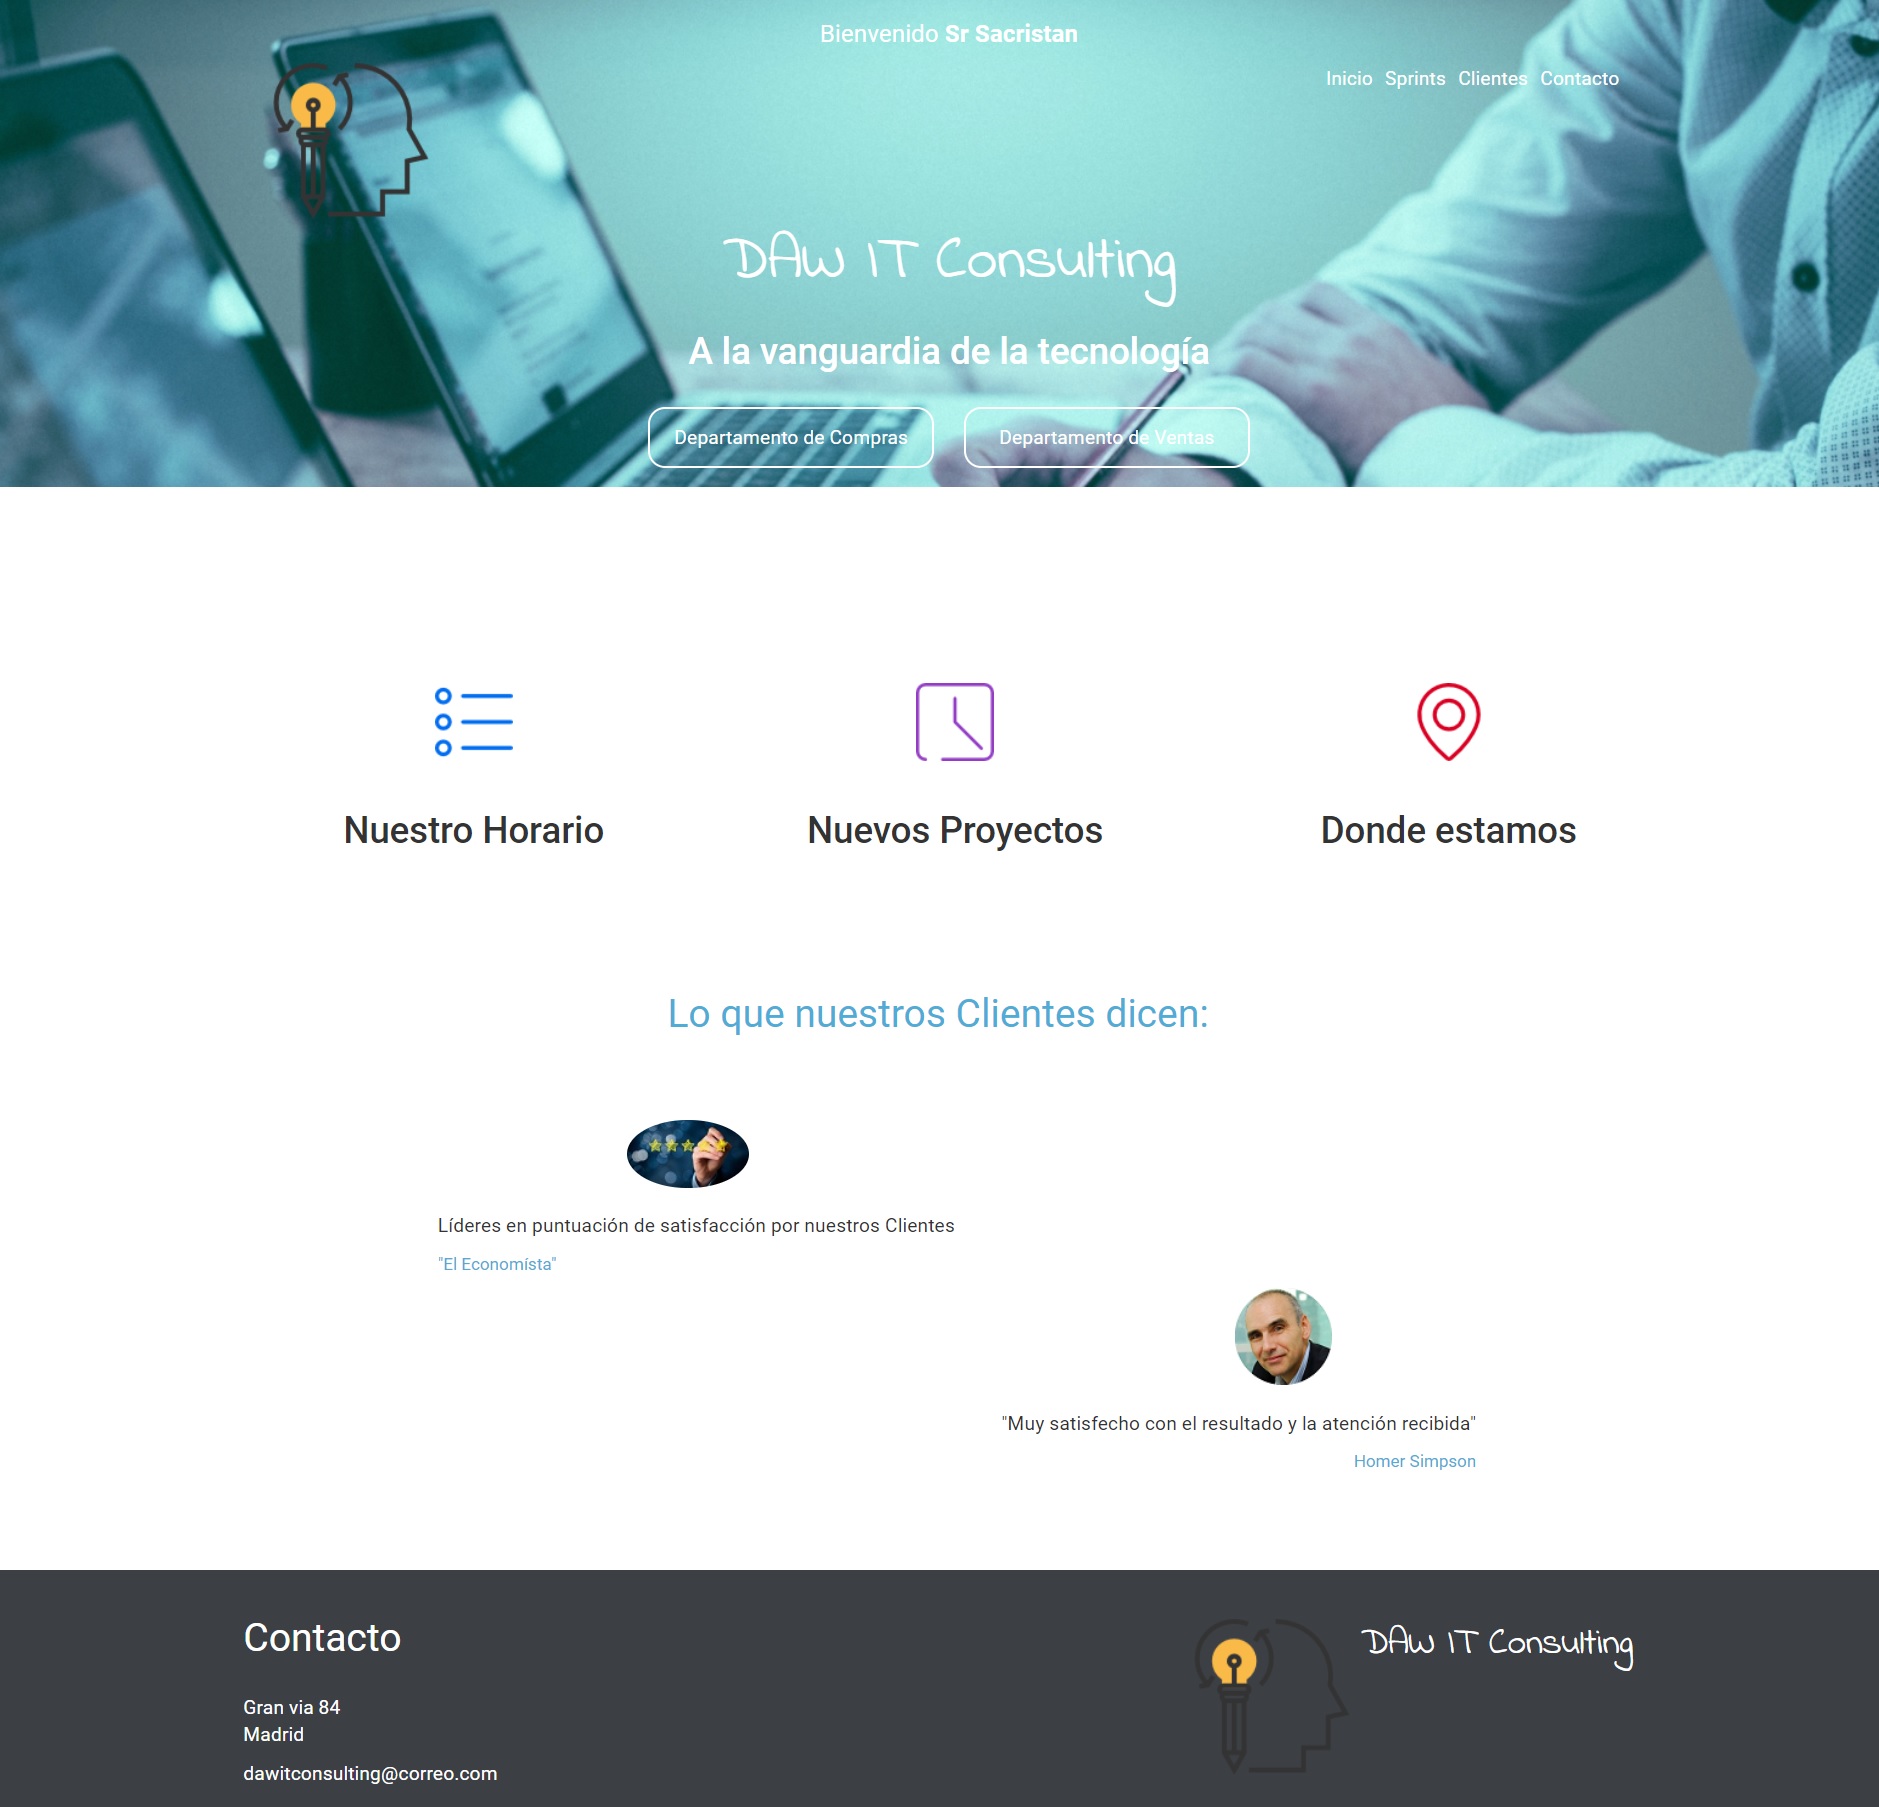 Bienvenido Sr Sacristan
Inicio Sprints Clientes Contacto
DAW IT Consulting
A la vanguardia de la tecnología
Departamento de Compras
Departamento de Ventas
Nuestro Horario
Nuevos Proyectos
Donde estamos
Lo que nuestros Clientes dicen:
Líderes en puntuación de satisfacción por nuestros Clientes
"El Economísta"
"Muy satisfecho con el resultado y la atención recibida"
Homer Simpson
Contacto
DAW IT Consulting
Gran via 84
Madrid
dawitconsulting@correo.com